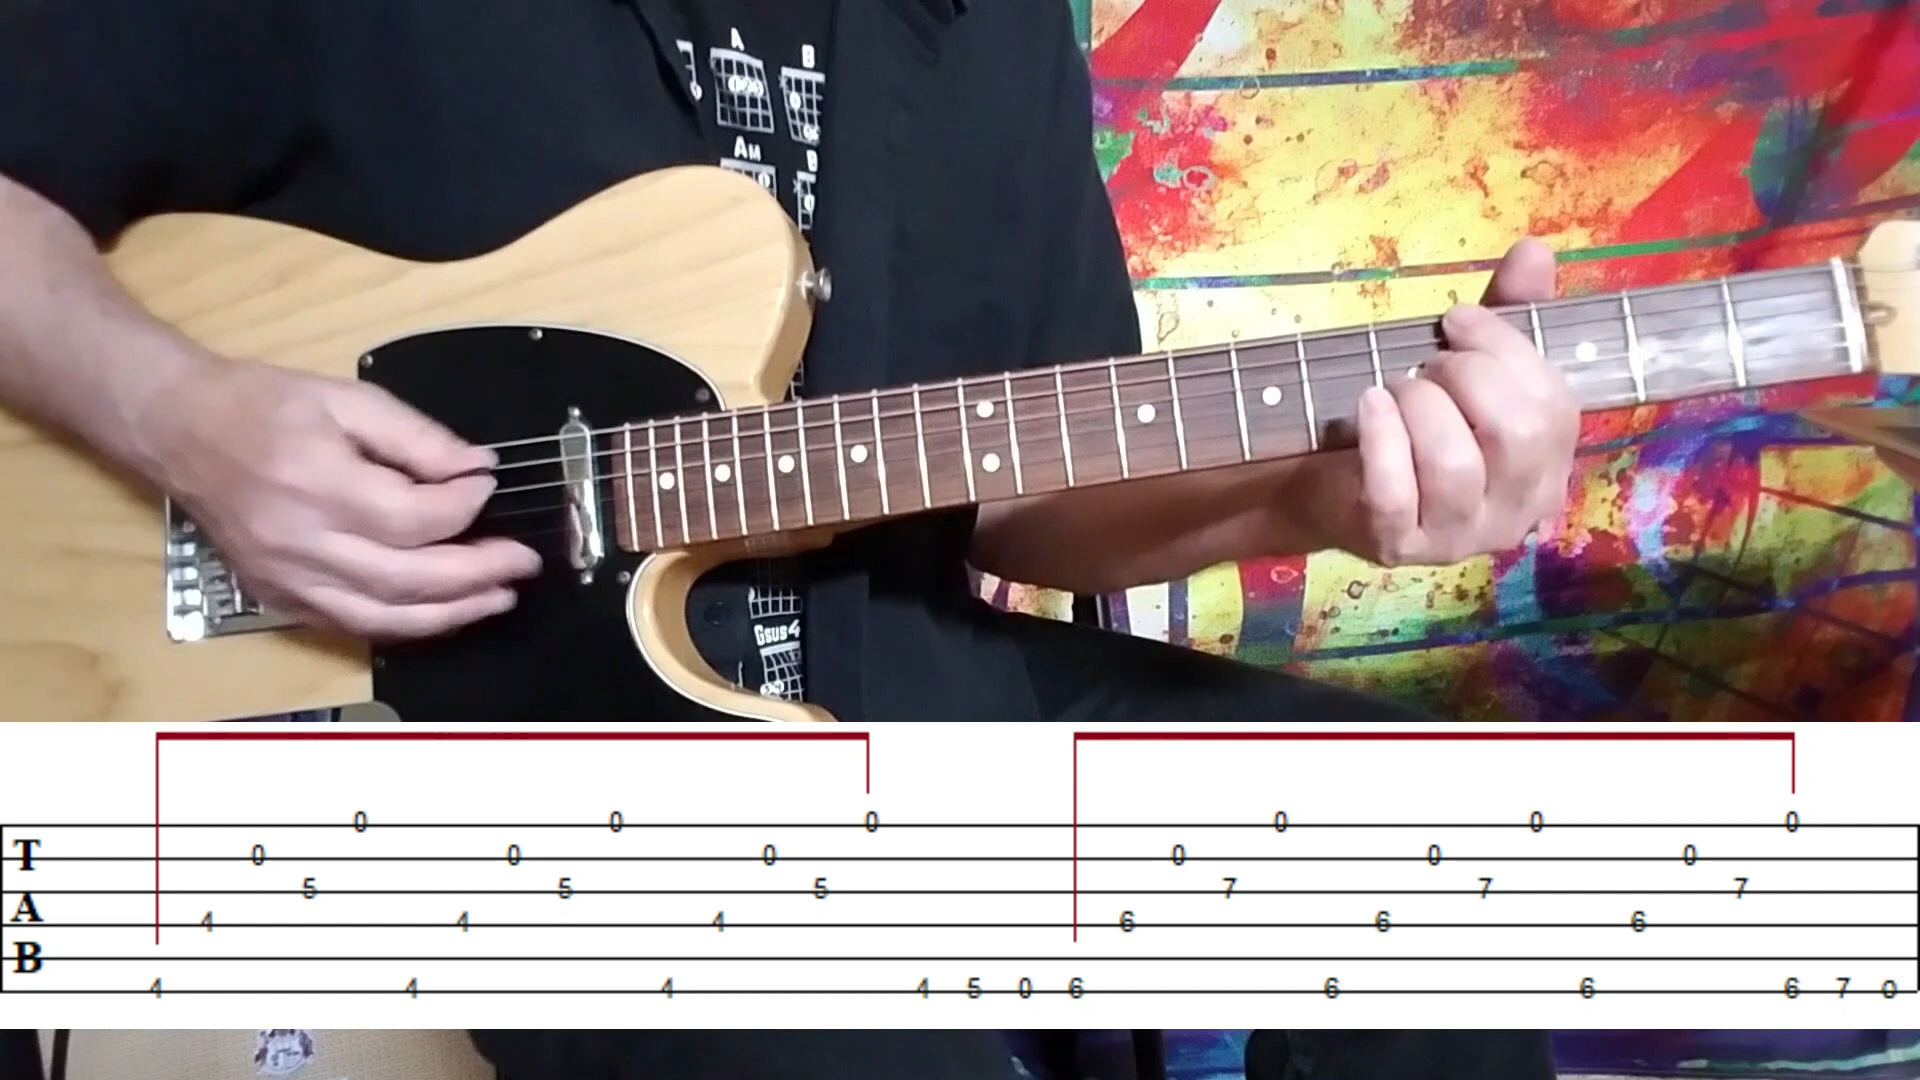 A
B
AM
B
GSUS4
0 0 0 0 0 0
T 0 0 0 0 0 0
5 5 5 7 7 7
A 4 4 4 6 6 6
B
4 4 4 4 5 0 6 6 6 6 7 0